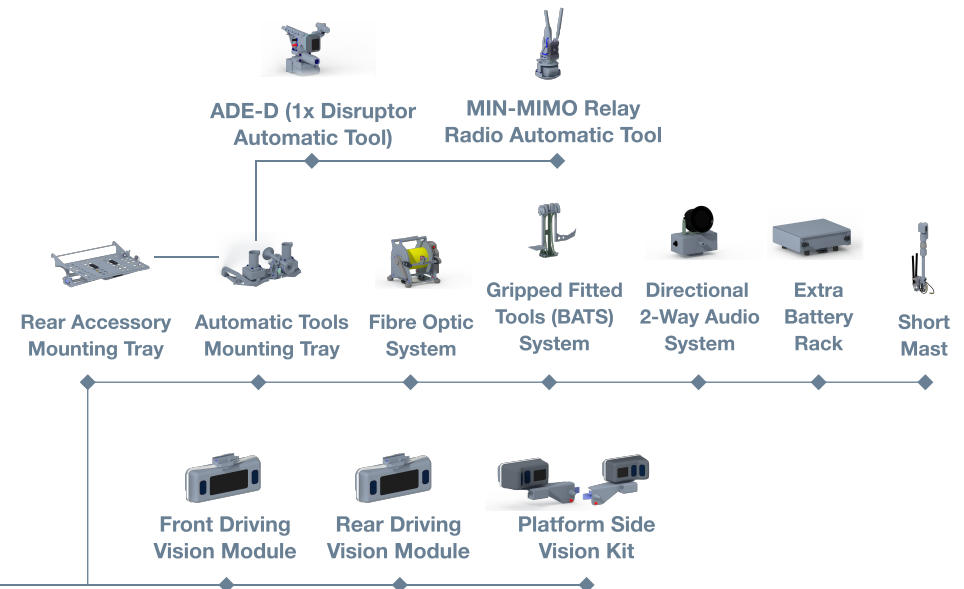 ADE-D (1x Disruptor
Automatic Tool)
MIN-MIMO Relay
Radio Automatic Tool
Rear Accessory
Mounting Tray
Automatic Tools
Mounting Tray
Fibre Optic
System
Gripped Fitted
Tools (BATS)
System
Directional
2-Way Audio
System
Extra
Battery
Rack
Short
Mast
Front Driving
Vision Module
Rear Driving
Vision Module
Platform Side
Vision Kit